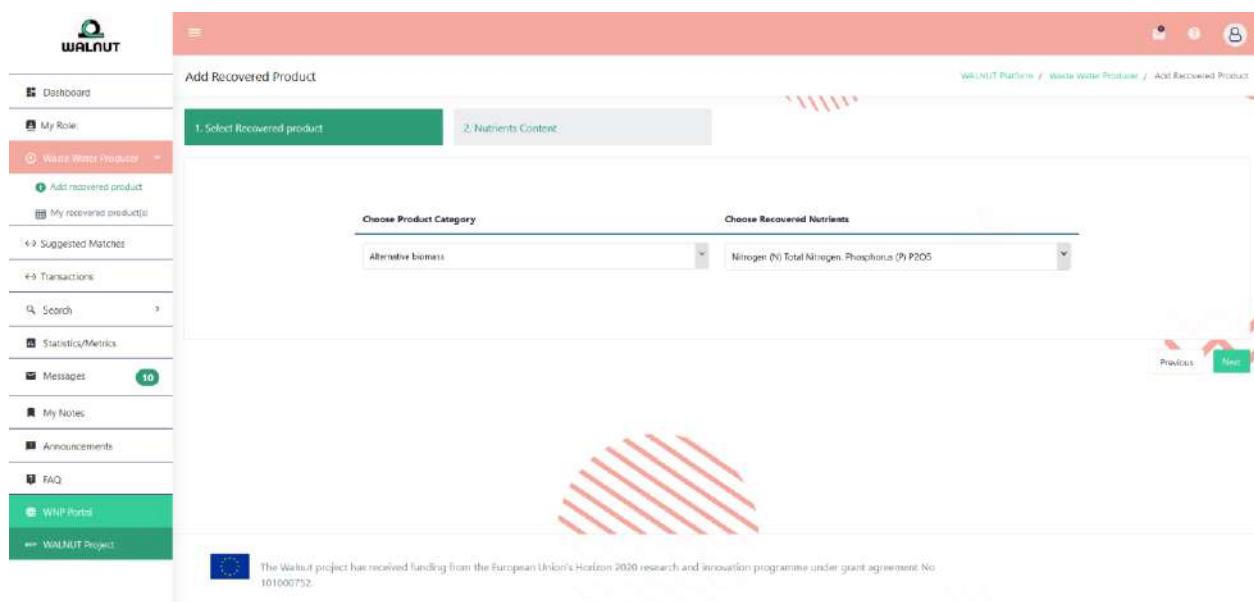 WALNUT
Add Recovered Product
WALNUT Platform / Waste Water Producer / Add Recovered Product
Dashboard
My Role:
Waste Water Producer
Add recovered product
My recovered product(s)
Suggested Matches
Transactions
Search
Statistics/Metrics
Messages
10
My Notes
Announcements
FAQ
WNP Portal
WALNUT Project
1. Select Recovered product
2. Nutrients Content
Choose Product Category
Choose Recovered Nutrients
Alternative biomass
Nitrogen (N) Total Nitrogen, Phosphorus (P) P2O5
Previous
Next
The Walnut project has received funding from the European Union's Horizon 2020 research and innovation programme under grant agreement No
101000752.